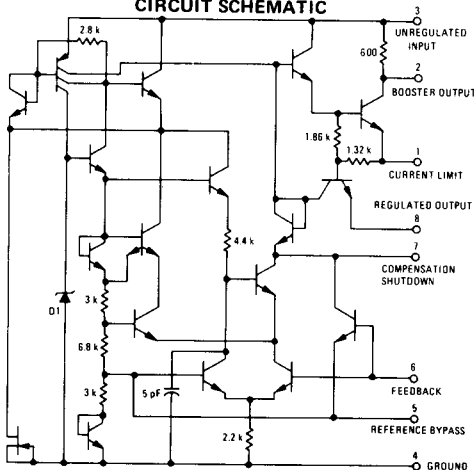 CIRCUIT SCHEMATIC
3
UNREGULATED
INPUT
2.8 k
600
2
BOOSTER OUTPUT
1.86 k
1.32 k
1
CURRENT LIMIT
REGULATED OUTPUT
8
4.4 k
7
COMPENSATION
SHUTDOWN
D1
3 k
6.8 k
3 k
5 pF
6
FEEDBACK
5
REFERENCE BYPASS
2.2 k
4
GROUND